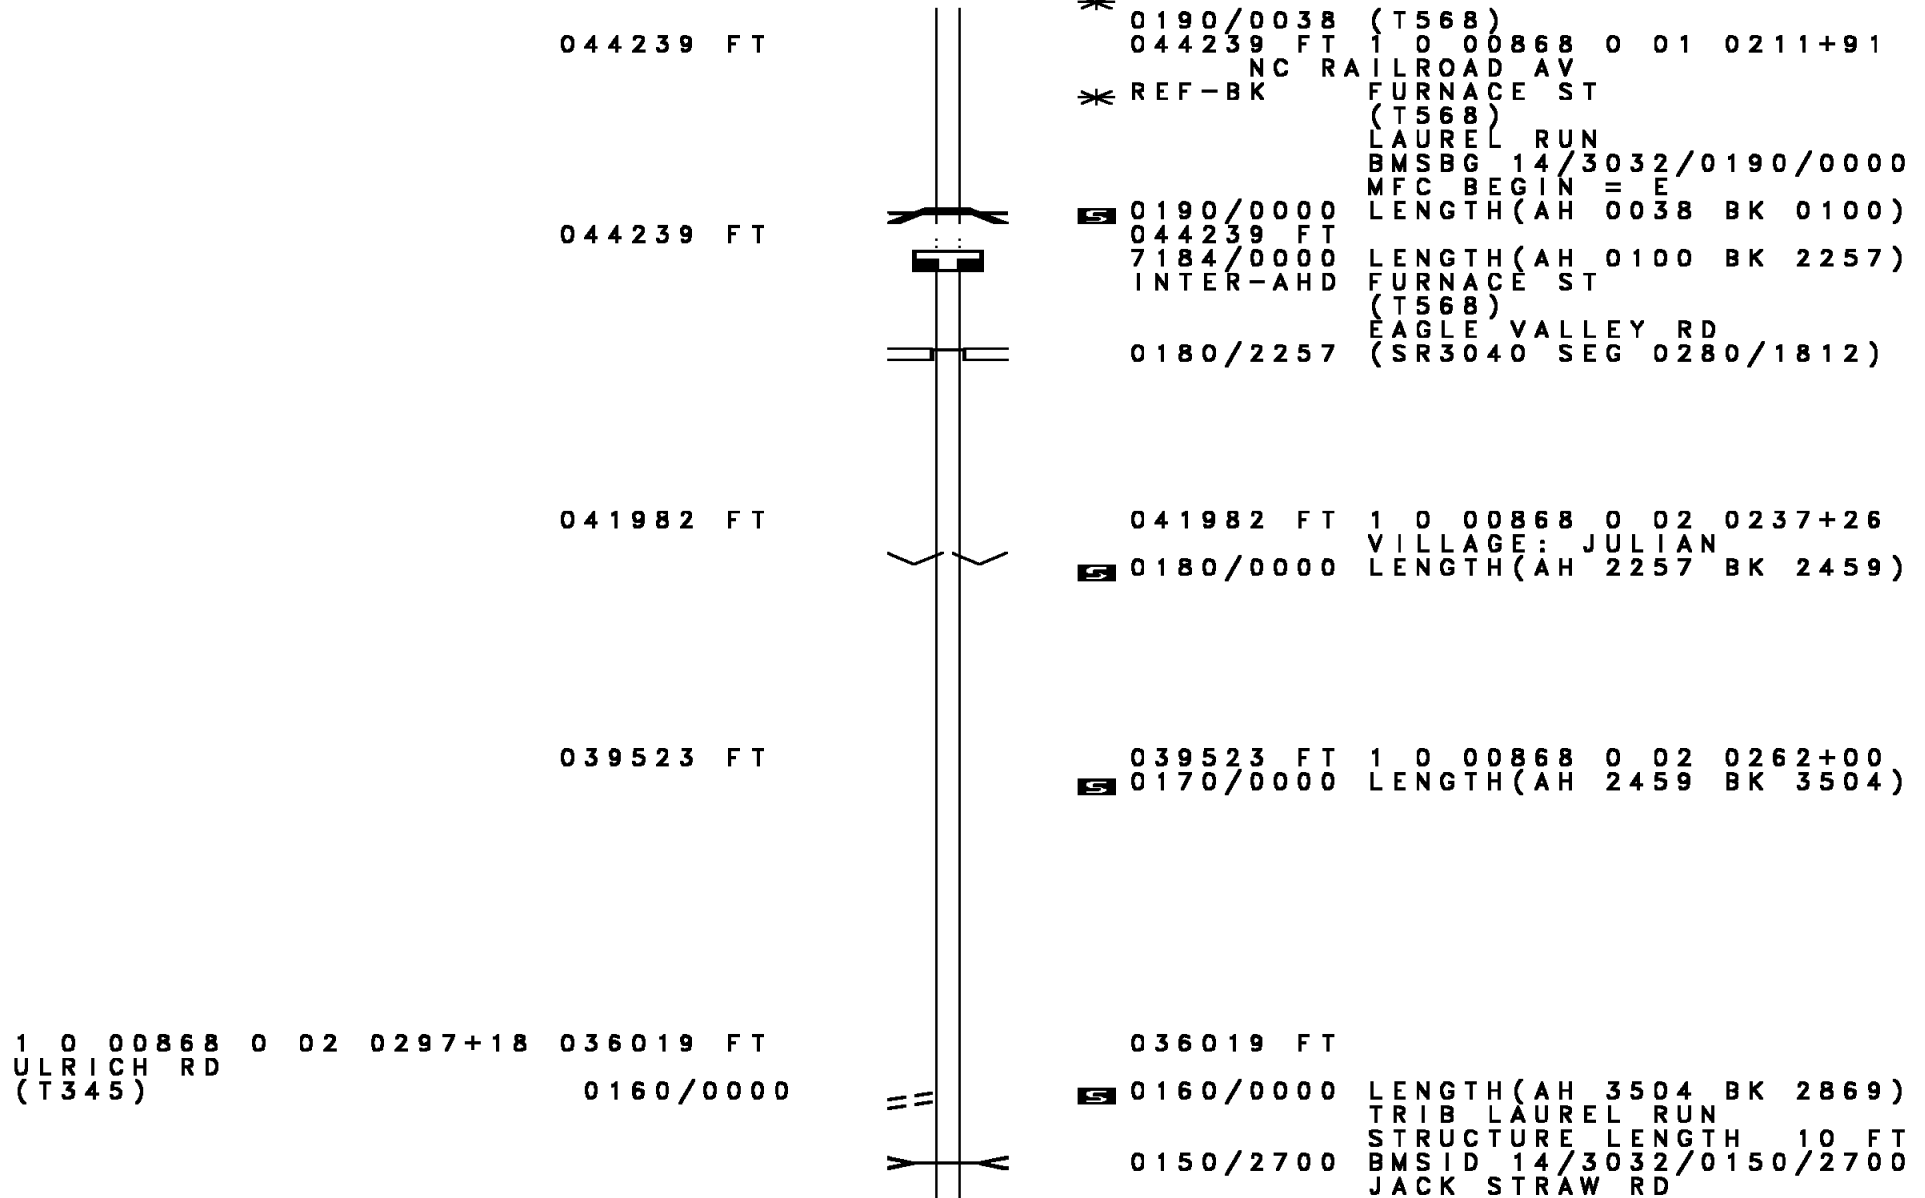 0190/0038 (T568)
044239 FT 044239 FT 1 0 00868 0 01 0211+91
NC RAILROAD AV
REF-BK FURNACE ST
(T568)
LAUREL RUN
BMSBG 14/3032/0190/0000
MFC BEGIN = E
S 0190/0000 LENGTH(AH 0038 BK 0100)
044239 FT 044239 FT
7184/0000 LENGTH(AH 0100 BK 2257)
INTER-AHD FURNACE ST
(T568)
EAGLE VALLEY RD
0180/2257 (SR3040 SEG 0280/1812)
041982 FT 041982 FT 1 0 00868 0 02 0237+26
VILLAGE: JULIAN
S 0180/0000 LENGTH(AH 2257 BK 2459)
039523 FT 039523 FT 1 0 00868 0 02 0262+00
S 0170/0000 LENGTH(AH 2459 BK 3504)
1 0 00868 0 02 0297+18 036019 FT 036019 FT
ULRICH RD
(T345) 0160/0000 S 0160/0000 LENGTH(AH 3504 BK 2869)
TRIB LAUREL RUN
STRUCTURE LENGTH 10 FT
0150/2700 BMSID 14/3032/0150/2700
JACK STRAW RD